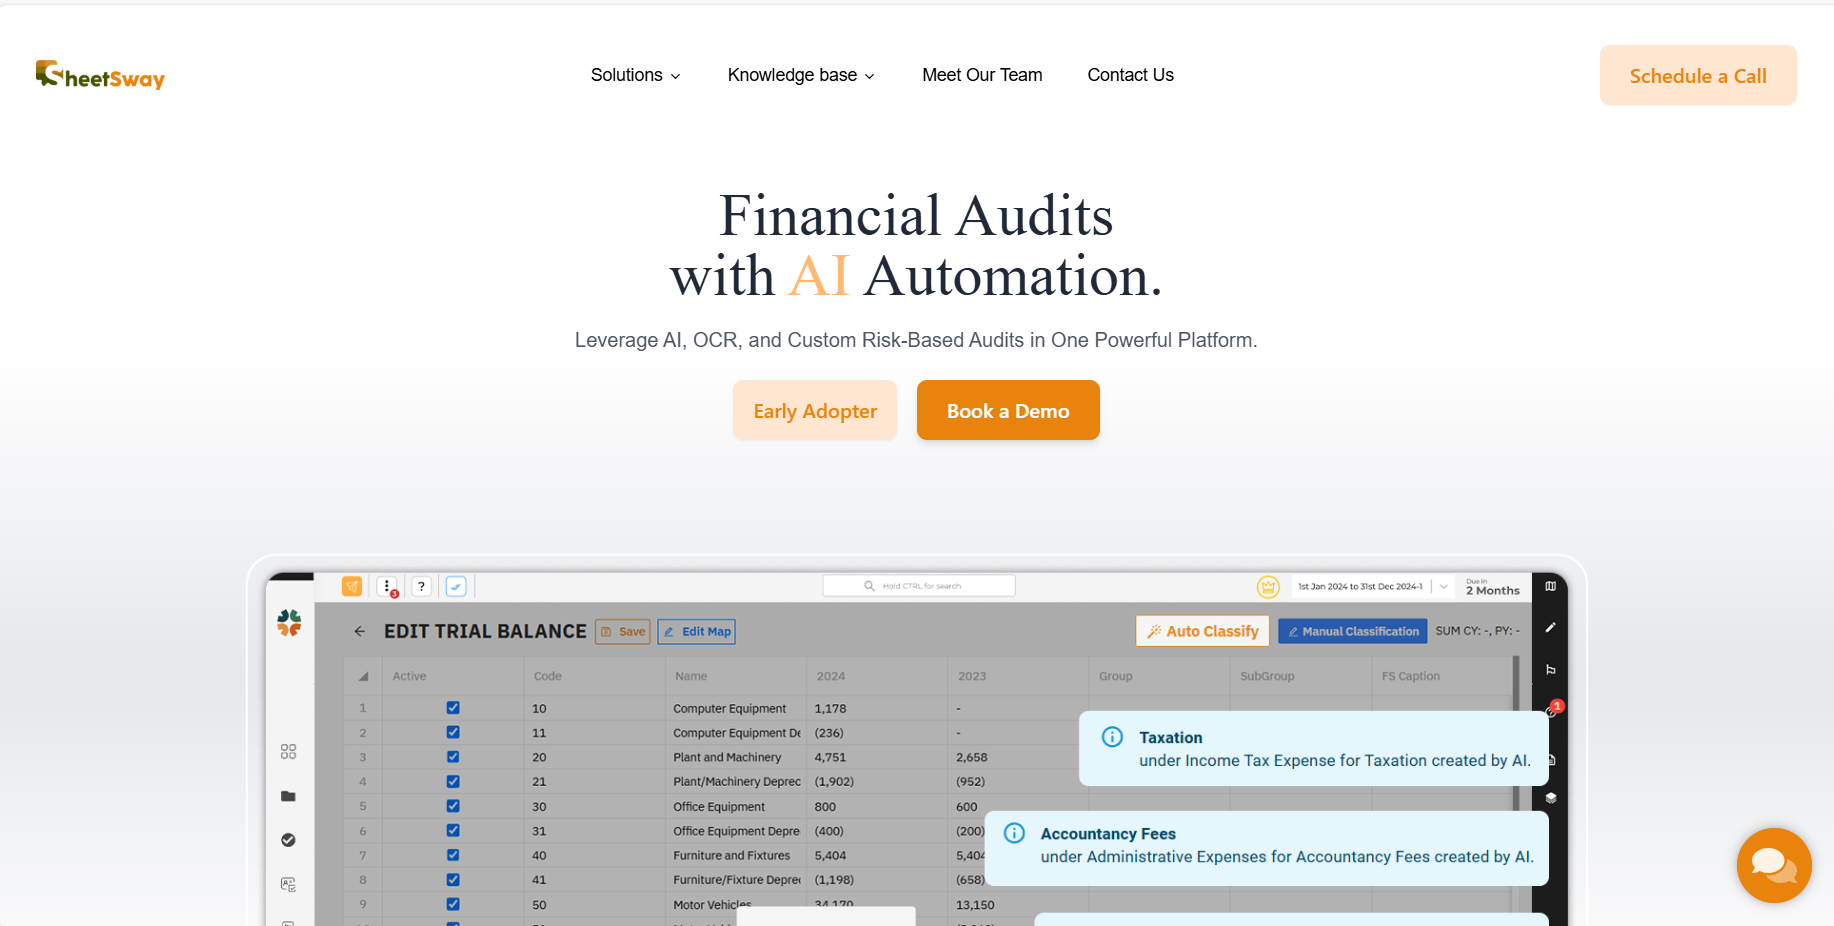 SheetSway
Solutions
Knowledge base
Meet Our Team
Contact Us
Schedule a Call
Financial Audits
with AI Automation.
Leverage AI, OCR, and Custom Risk-Based Audits in One Powerful Platform.
Early Adopter
Book a Demo
3
?
Hold CTRL for search
1st Jan 2024 to 31st Dec 2024-1
Due in
2 Months
EDIT TRIAL BALANCE
Save
Edit Map
Auto Classify
Manual Classification
SUM CY: -, PY: -
Active Code Name 2024 2023 Group SubGroup FS Caption
1 10 Computer Equipment 1,178 -
2 11 Computer Equipment De (236) -
3 20 Plant and Machinery 4,751 2,658
4 21 Plant/Machinery Deprec (1,902) (952)
5 30 Office Equipment 800 600
6 31 Office Equipment Depre (400) (200)
7 40 Furniture and Fixtures 5,404 5,404
8 41 Furniture/Fixture Depre (1,198) (658)
9 50 Motor Vehicles 34,170 13,150
1
Taxation
under Income Tax Expense for Taxation created by AI.
Accountancy Fees
under Administrative Expenses for Accountancy Fees created by AI.